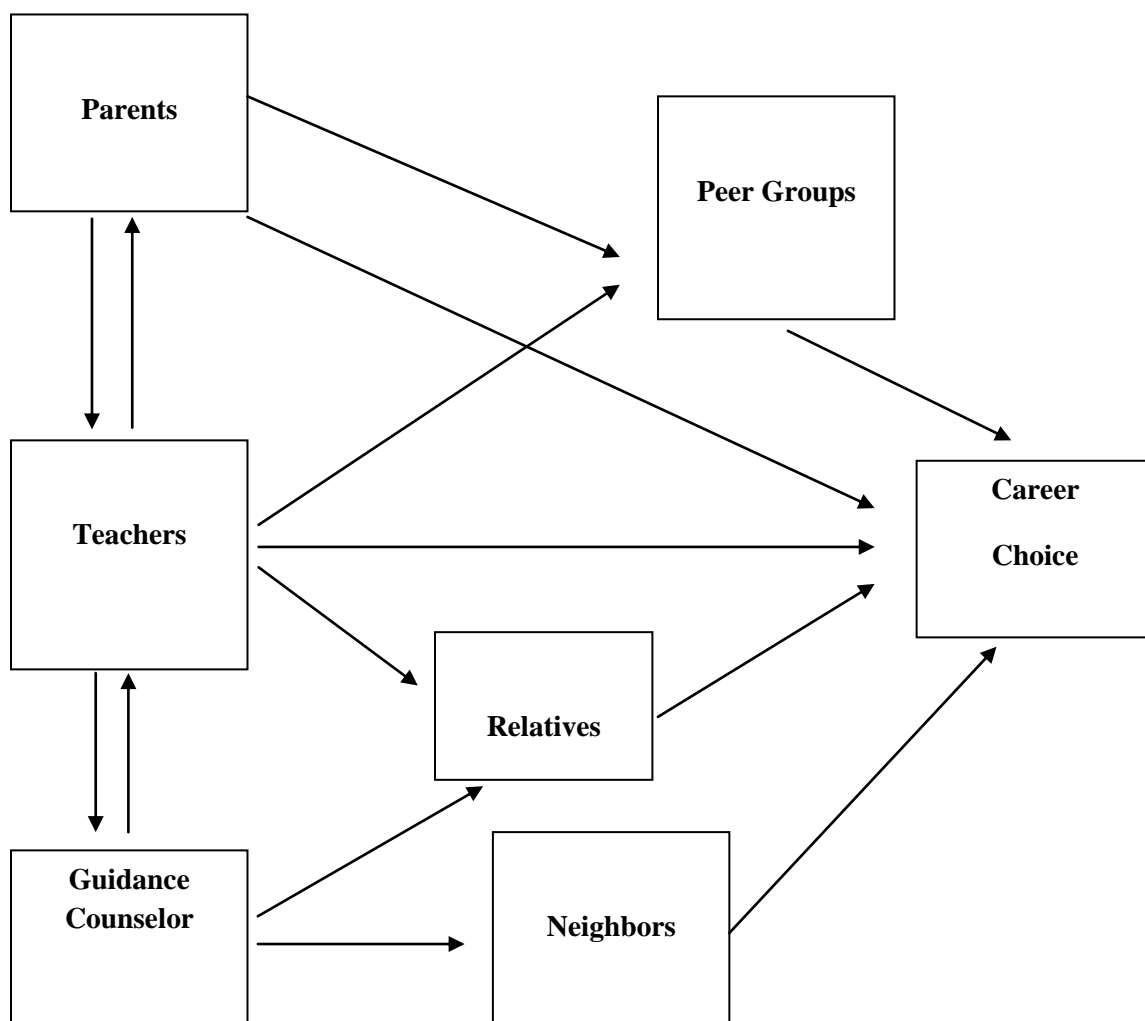 Parents
Peer Groups
Teachers
Career
Choice
Relatives
Guidance
Counselor
Neighbors